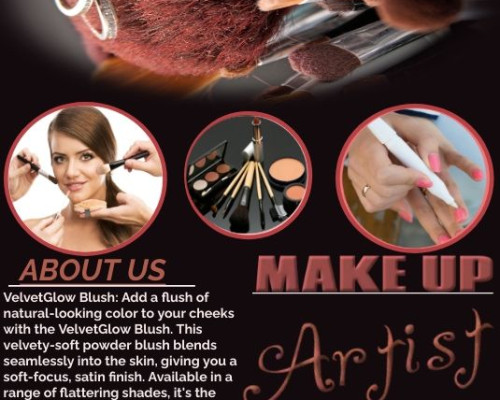 ABOUT US
VelvetGlow Blush: Add a flush of
natural-looking color to your cheeks
with the VelvetGlow Blush. This
velvety-soft powder blush blends
seamlessly into the skin, giving you a
soft-focus, satin finish. Available in a
range of flattering shades, it's the
MAKE UP
Artist